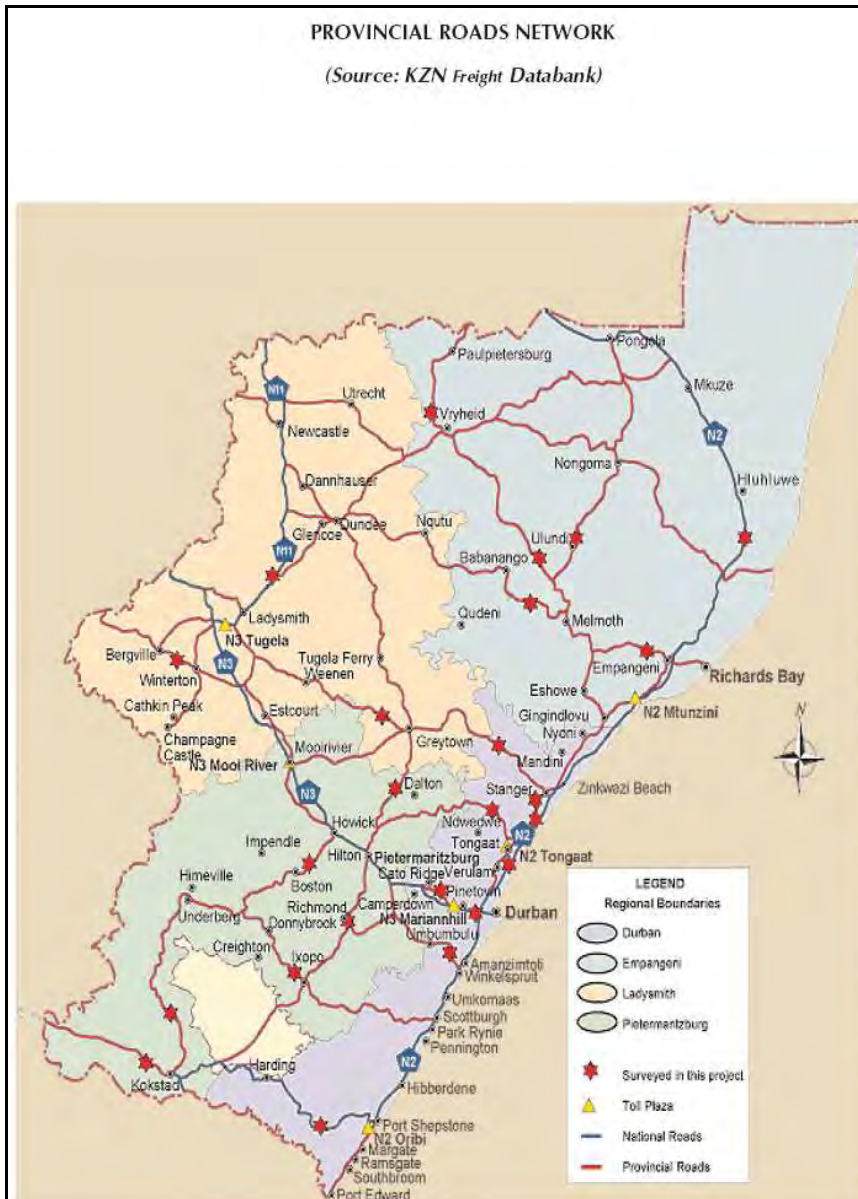 PROVINCIAL ROADS NETWORK
(Source: KZN Freight Databank)
Pongola
Paulpietersburg
Mkuze
N11
Utrecht
Vryheid
Newcastle
N2
Nongoma
Hluhluwe
Dannhauser
Nqutu
Dundee
Glencoe
Ulundi
N11
Babanango
Ladysmith
Qudeni
Melmoth
N3 Tugela
Bergville
N3
Tugela Ferry
Weenen
Empangeni
Richards Bay
Winterton
Eshowe
Cathkin Peak
Estcourt
Gingindlovu
N2 Mtunzini
Champagne
Castle
Nyoni
N
Greytown
Mooirivier
Mandini
N3 Mooi River
Dalton
Stanger
Zinkwazi Beach
N3
Howick
Ndwedwe
N2
Impendle
Hilton
Pietermaritzburg
Tongaat
N2 Tongaat
Himeville
Boston
Cato Ridge
Verulam
Camperdown
Pinetown
Underberg
Richmond
N3 Mariannhill
Durban
Donnybrook
Umbumbulu
Creighton
Ixopo
Amanzimtoti
Winkelspruit
Umkomaas
Scottburgh
Park Rynie
Pennington
Harding
N2
Kokstad
Hibberdene
Port Shepstone
N2 Oribi
Margate
Ramsgate
Southbroom
Port Edward
LEGEND
Regional Boundaries
Durban
Empangeni
Ladysmith
Pietermaritzburg
Surveyed in this project
Toll Plaza
National Roads
Provincial Roads